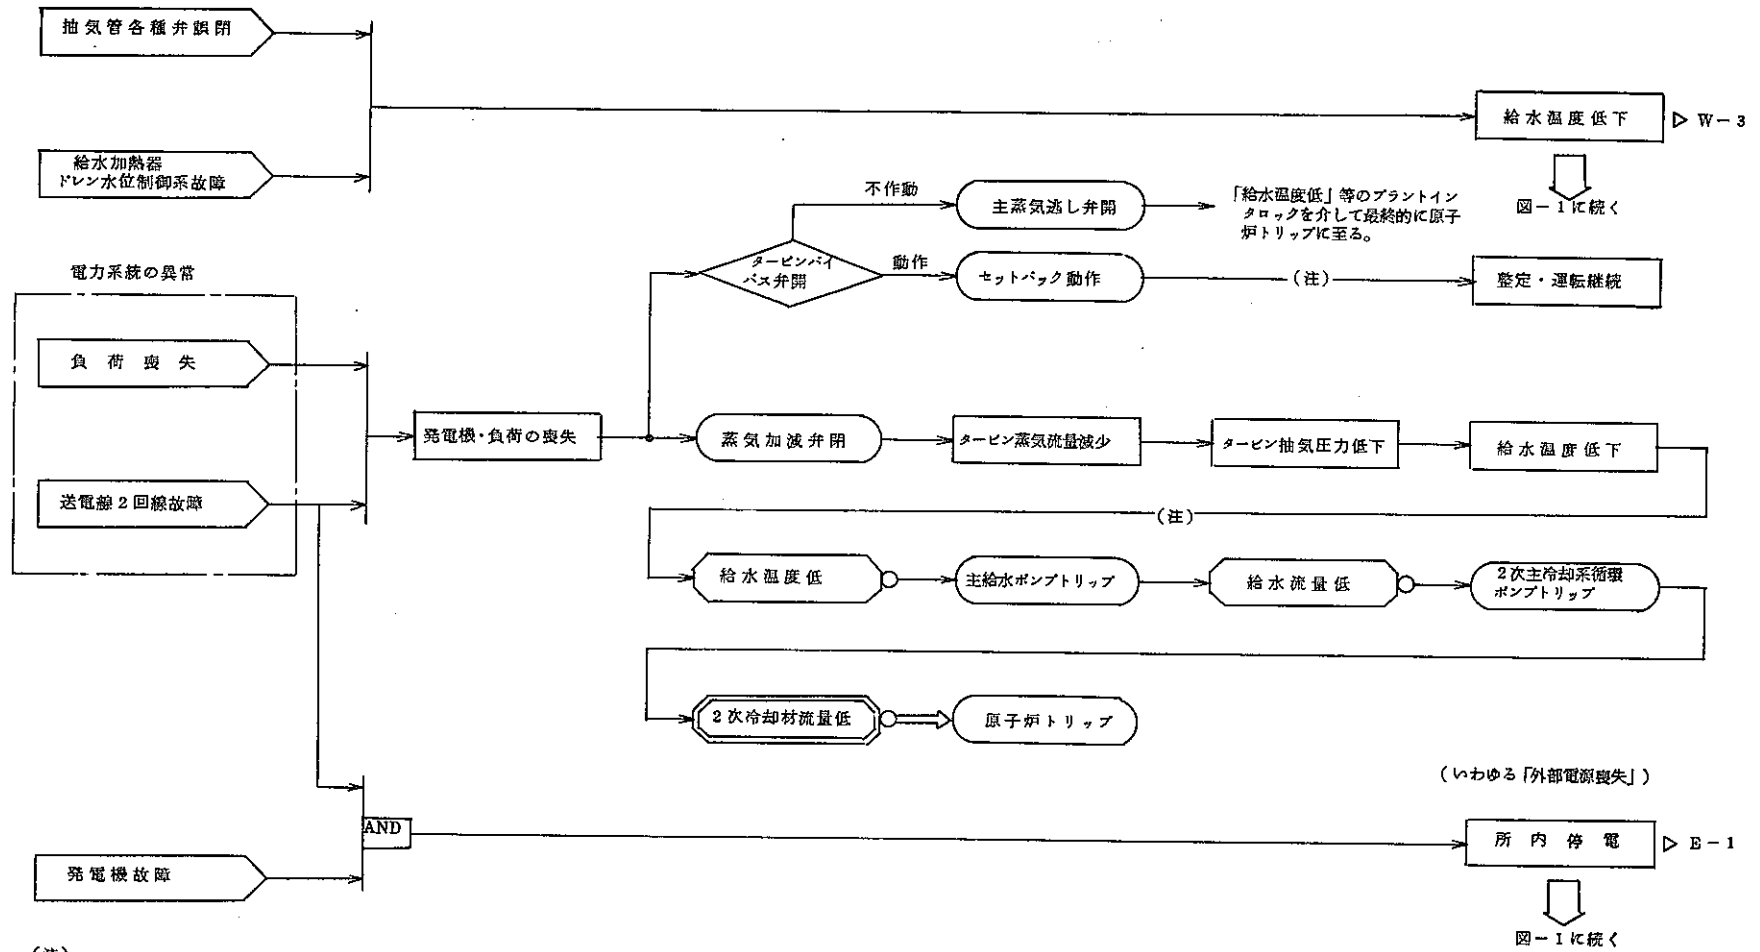 抽気管各種弁誤閉
給水加熱器
ドレン水位制御系故障
給水温度低下
▷ W-3
図-1に続く
不作動
主蒸気逃し弁開
「給水温度低」等のプラントイン
タロックを介して最終的に原子
炉トリップに至る。
タービンバイ
パス弁開
動作
セットバック動作
(注)
整定・運転継続
電力系統の異常
負荷喪失
送電線2回線故障
発電機・負荷の喪失
蒸気加減弁閉
タービン蒸気流量減少
タービン抽気圧力低下
給水温度低下
(注)
給水温度低
主給水ポンプトリップ
給水流量低
2次主冷却系循環
ポンプトリップ
2次冷却材流量低
原子炉トリップ
(いわゆる「外部電源喪失」)
AND
発電機故障
所内停電
▷ E-1
図-1に続く
(注)